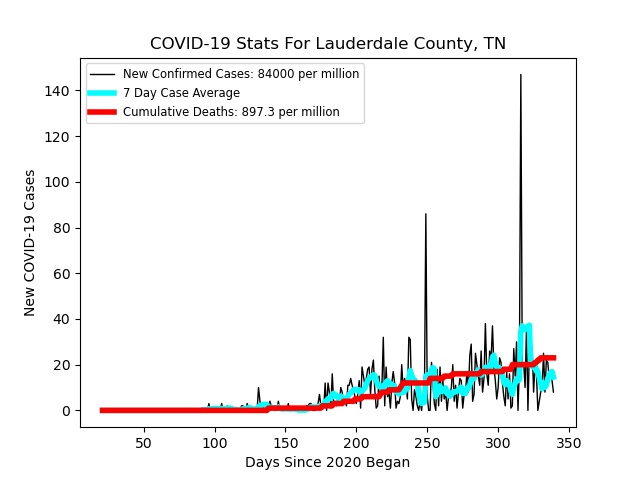 COVID-19 Stats For Lauderdale County, TN
New Confirmed Cases: 84000 per million
7 Day Case Average
Cumulative Deaths: 897.3 per million
New COVID-19 Cases
140
120
100
80
60
40
20
0
50 100 150 200 250 300 350
Days Since 2020 Began